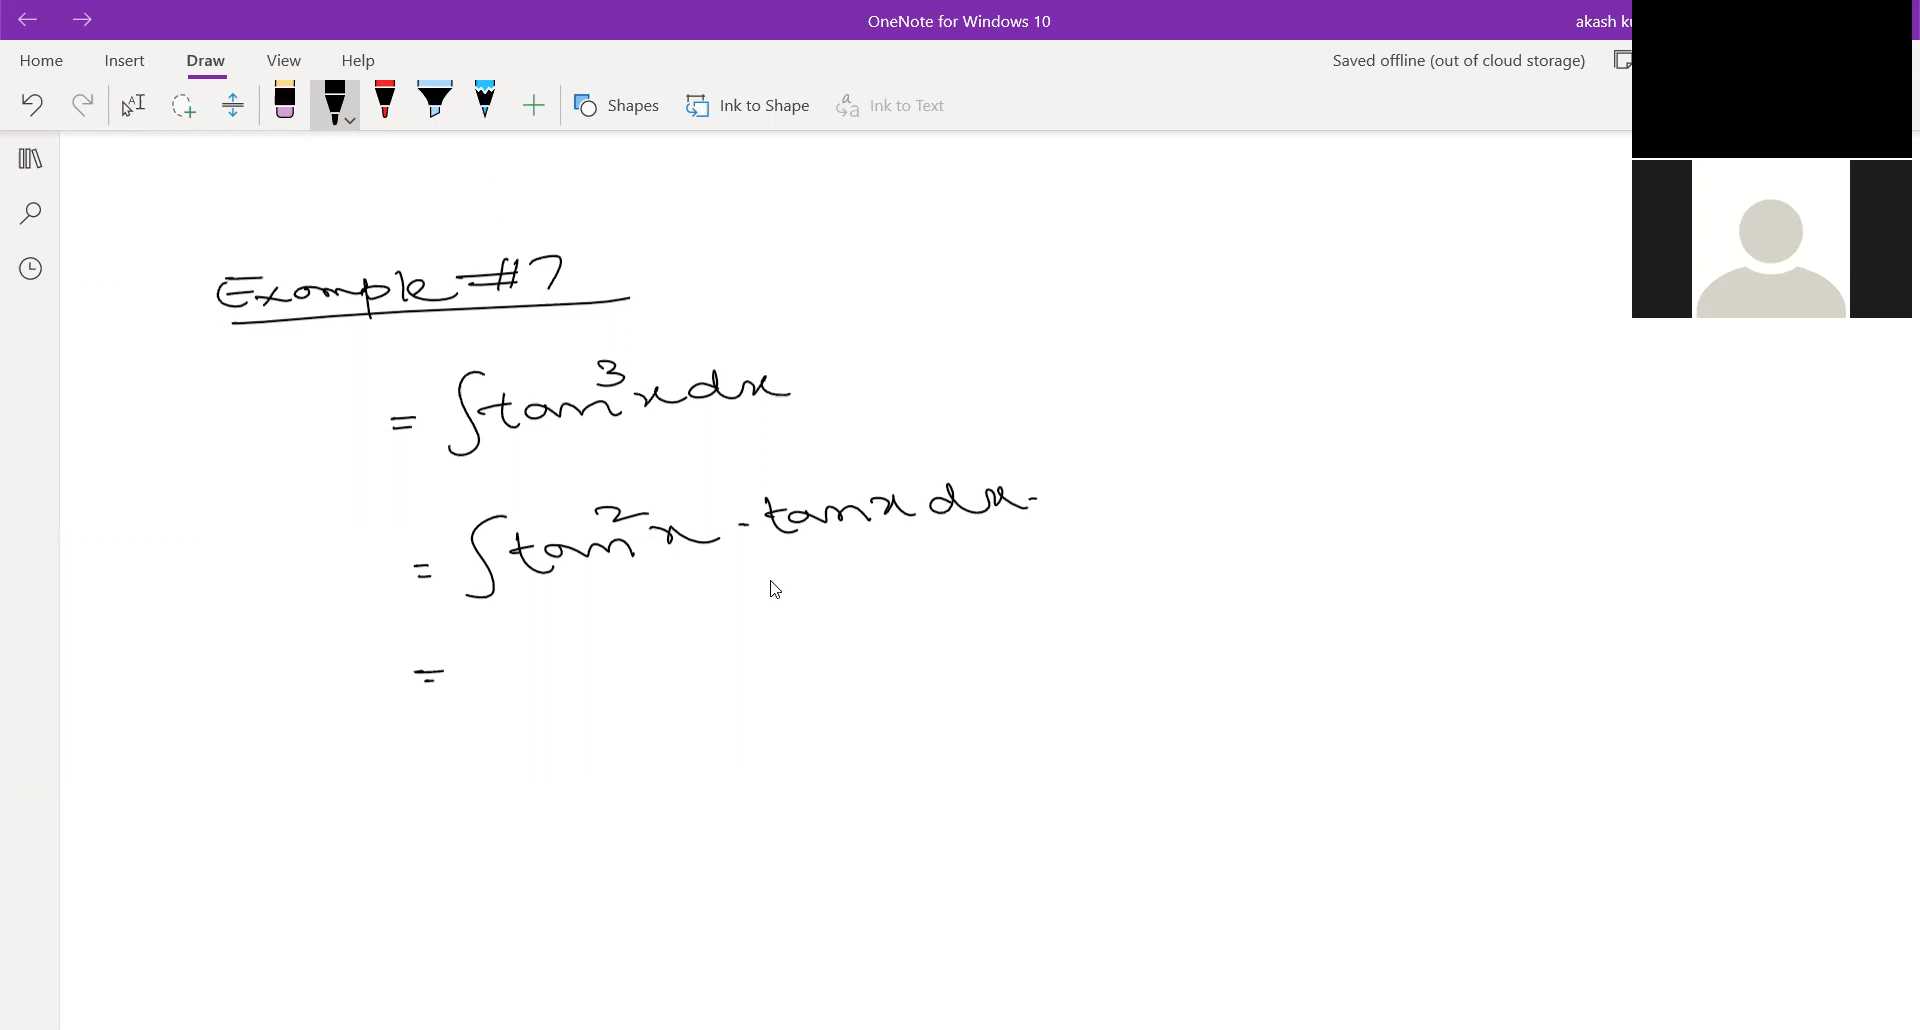 OneNote for Windows 10
akash ku
Home Insert Draw View Help
Saved offline (out of cloud storage)
Shapes Ink to Shape Ink to Text
Example #7
= ∫tan³x dx
= ∫tan²x · tanx dx.
=